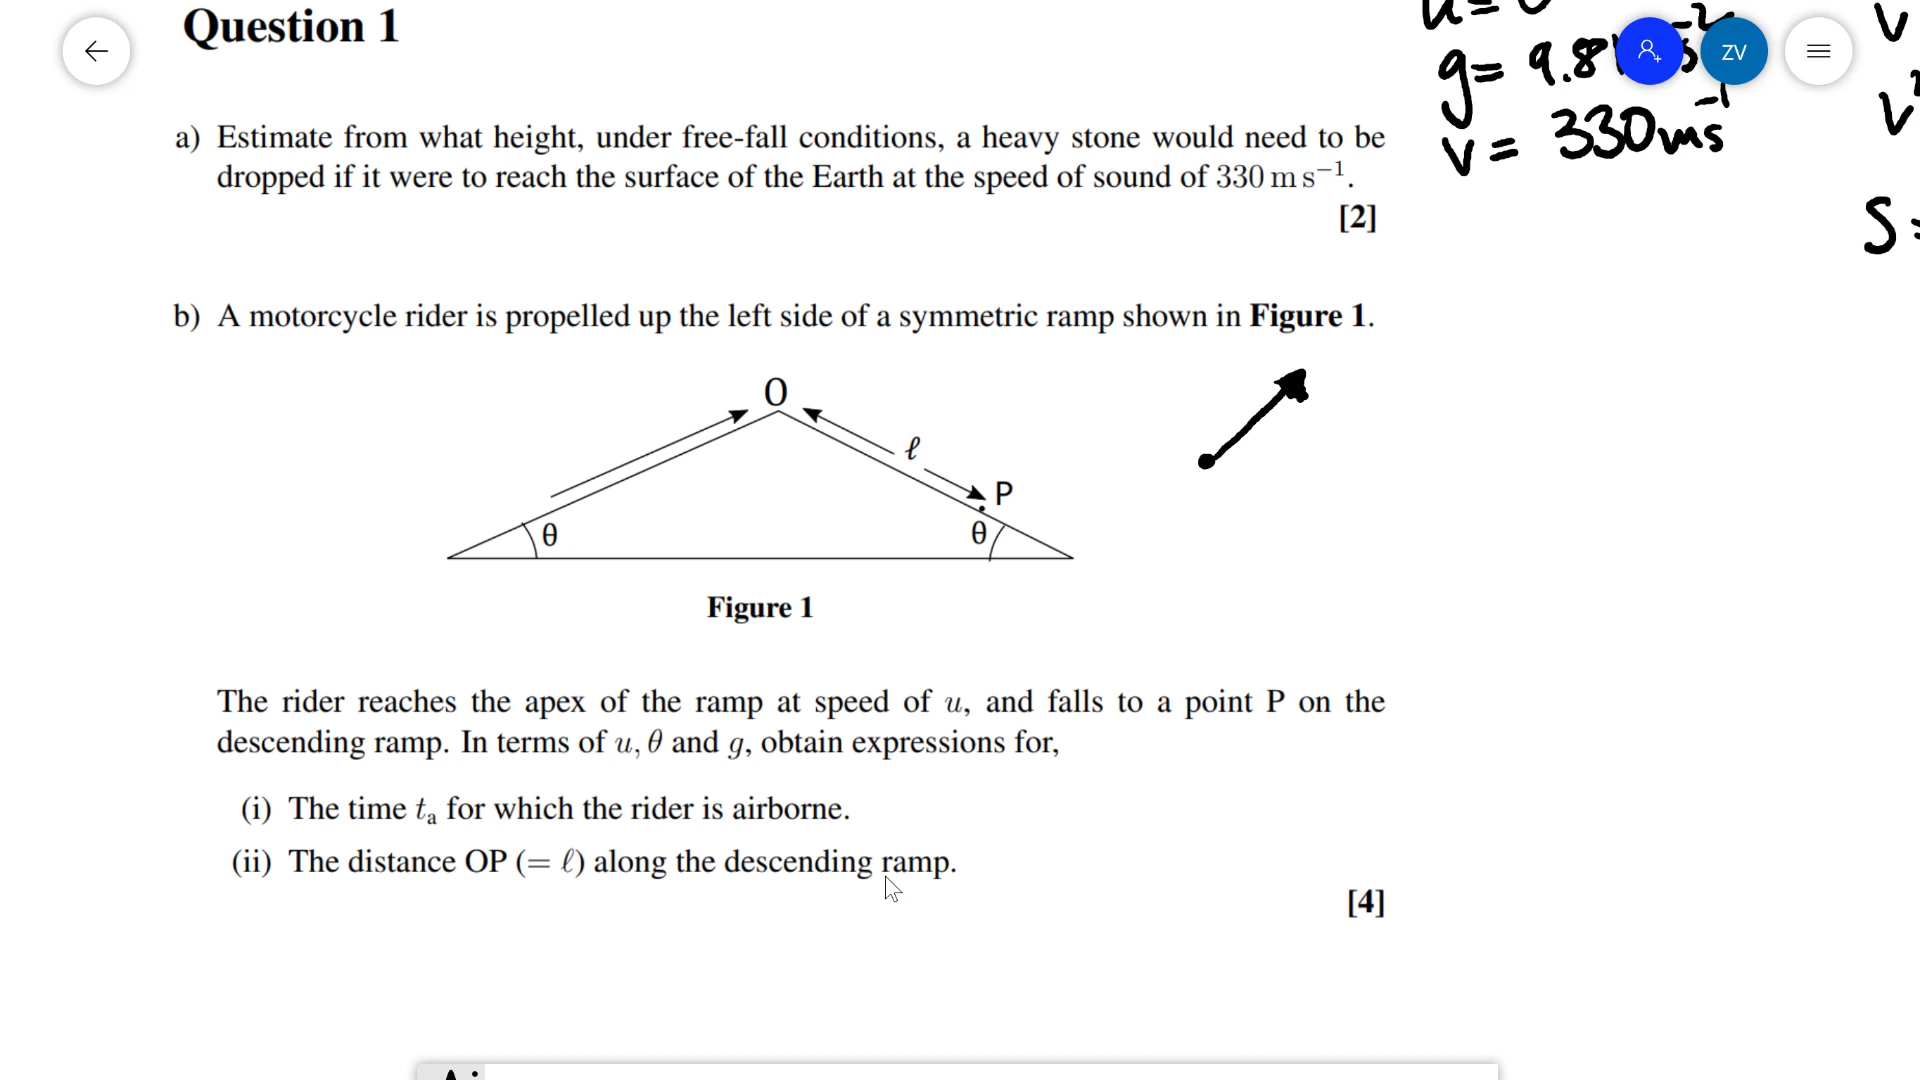 Question 1
u = 0
g = 9.8
v = 330 ms⁻¹
V
V
S =
ZV
a) Estimate from what height, under free-fall conditions, a heavy stone would need to be
dropped if it were to reach the surface of the Earth at the speed of sound of 330 m s⁻¹.
[2]
b) A motorcycle rider is propelled up the left side of a symmetric ramp shown in Figure 1.
O
ℓ
P
θ
θ
Figure 1
The rider reaches the apex of the ramp at speed of u, and falls to a point P on the
descending ramp. In terms of u, θ and g, obtain expressions for,
(i) The time tₐ for which the rider is airborne.
(ii) The distance OP (= ℓ) along the descending ramp.
[4]